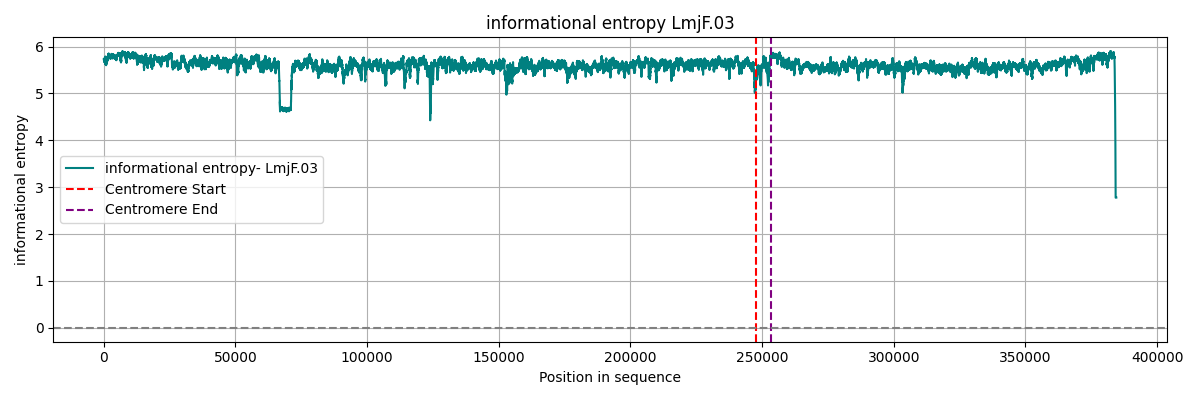 informational entropy LmjF.03
informational entropy
6
5
4
3
2
1
0
informational entropy- LmjF.03
Centromere Start
Centromere End
0 50000 100000 150000 200000 250000 300000 350000 400000
Position in sequence